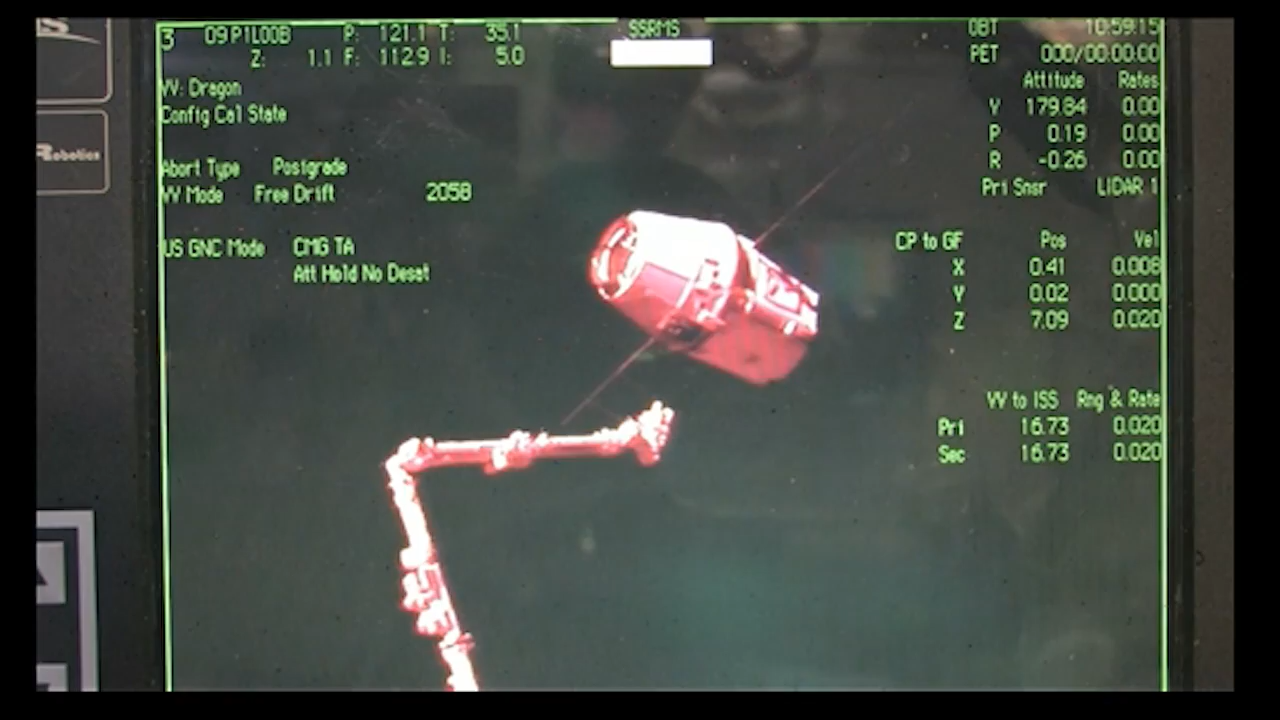 3 09 P1LOOB P: 121.1 T: 35.1
Z: 1.1 F: 112.9 I: 5.0
SSRMS
OBT 10:59:15
PET 000/00:00:00
Attitude Rates
Y 179.84 0.00
P 0.19 0.00
R -0.26 0.00
Pri Snsr LIDAR 1
VV: Dragon
Config Cal State
Abort Type Posigrade
VV Mode Free Drift 2058
US GNC Mode CMG TA
Att Hold No Desat
CP to GF Pos Vel
X 0.41 0.006
Y 0.02 0.000
Z 7.09 0.020
VV to ISS Rng & Rate
Pri 16.73 0.020
Sec 16.73 0.020
Robotics